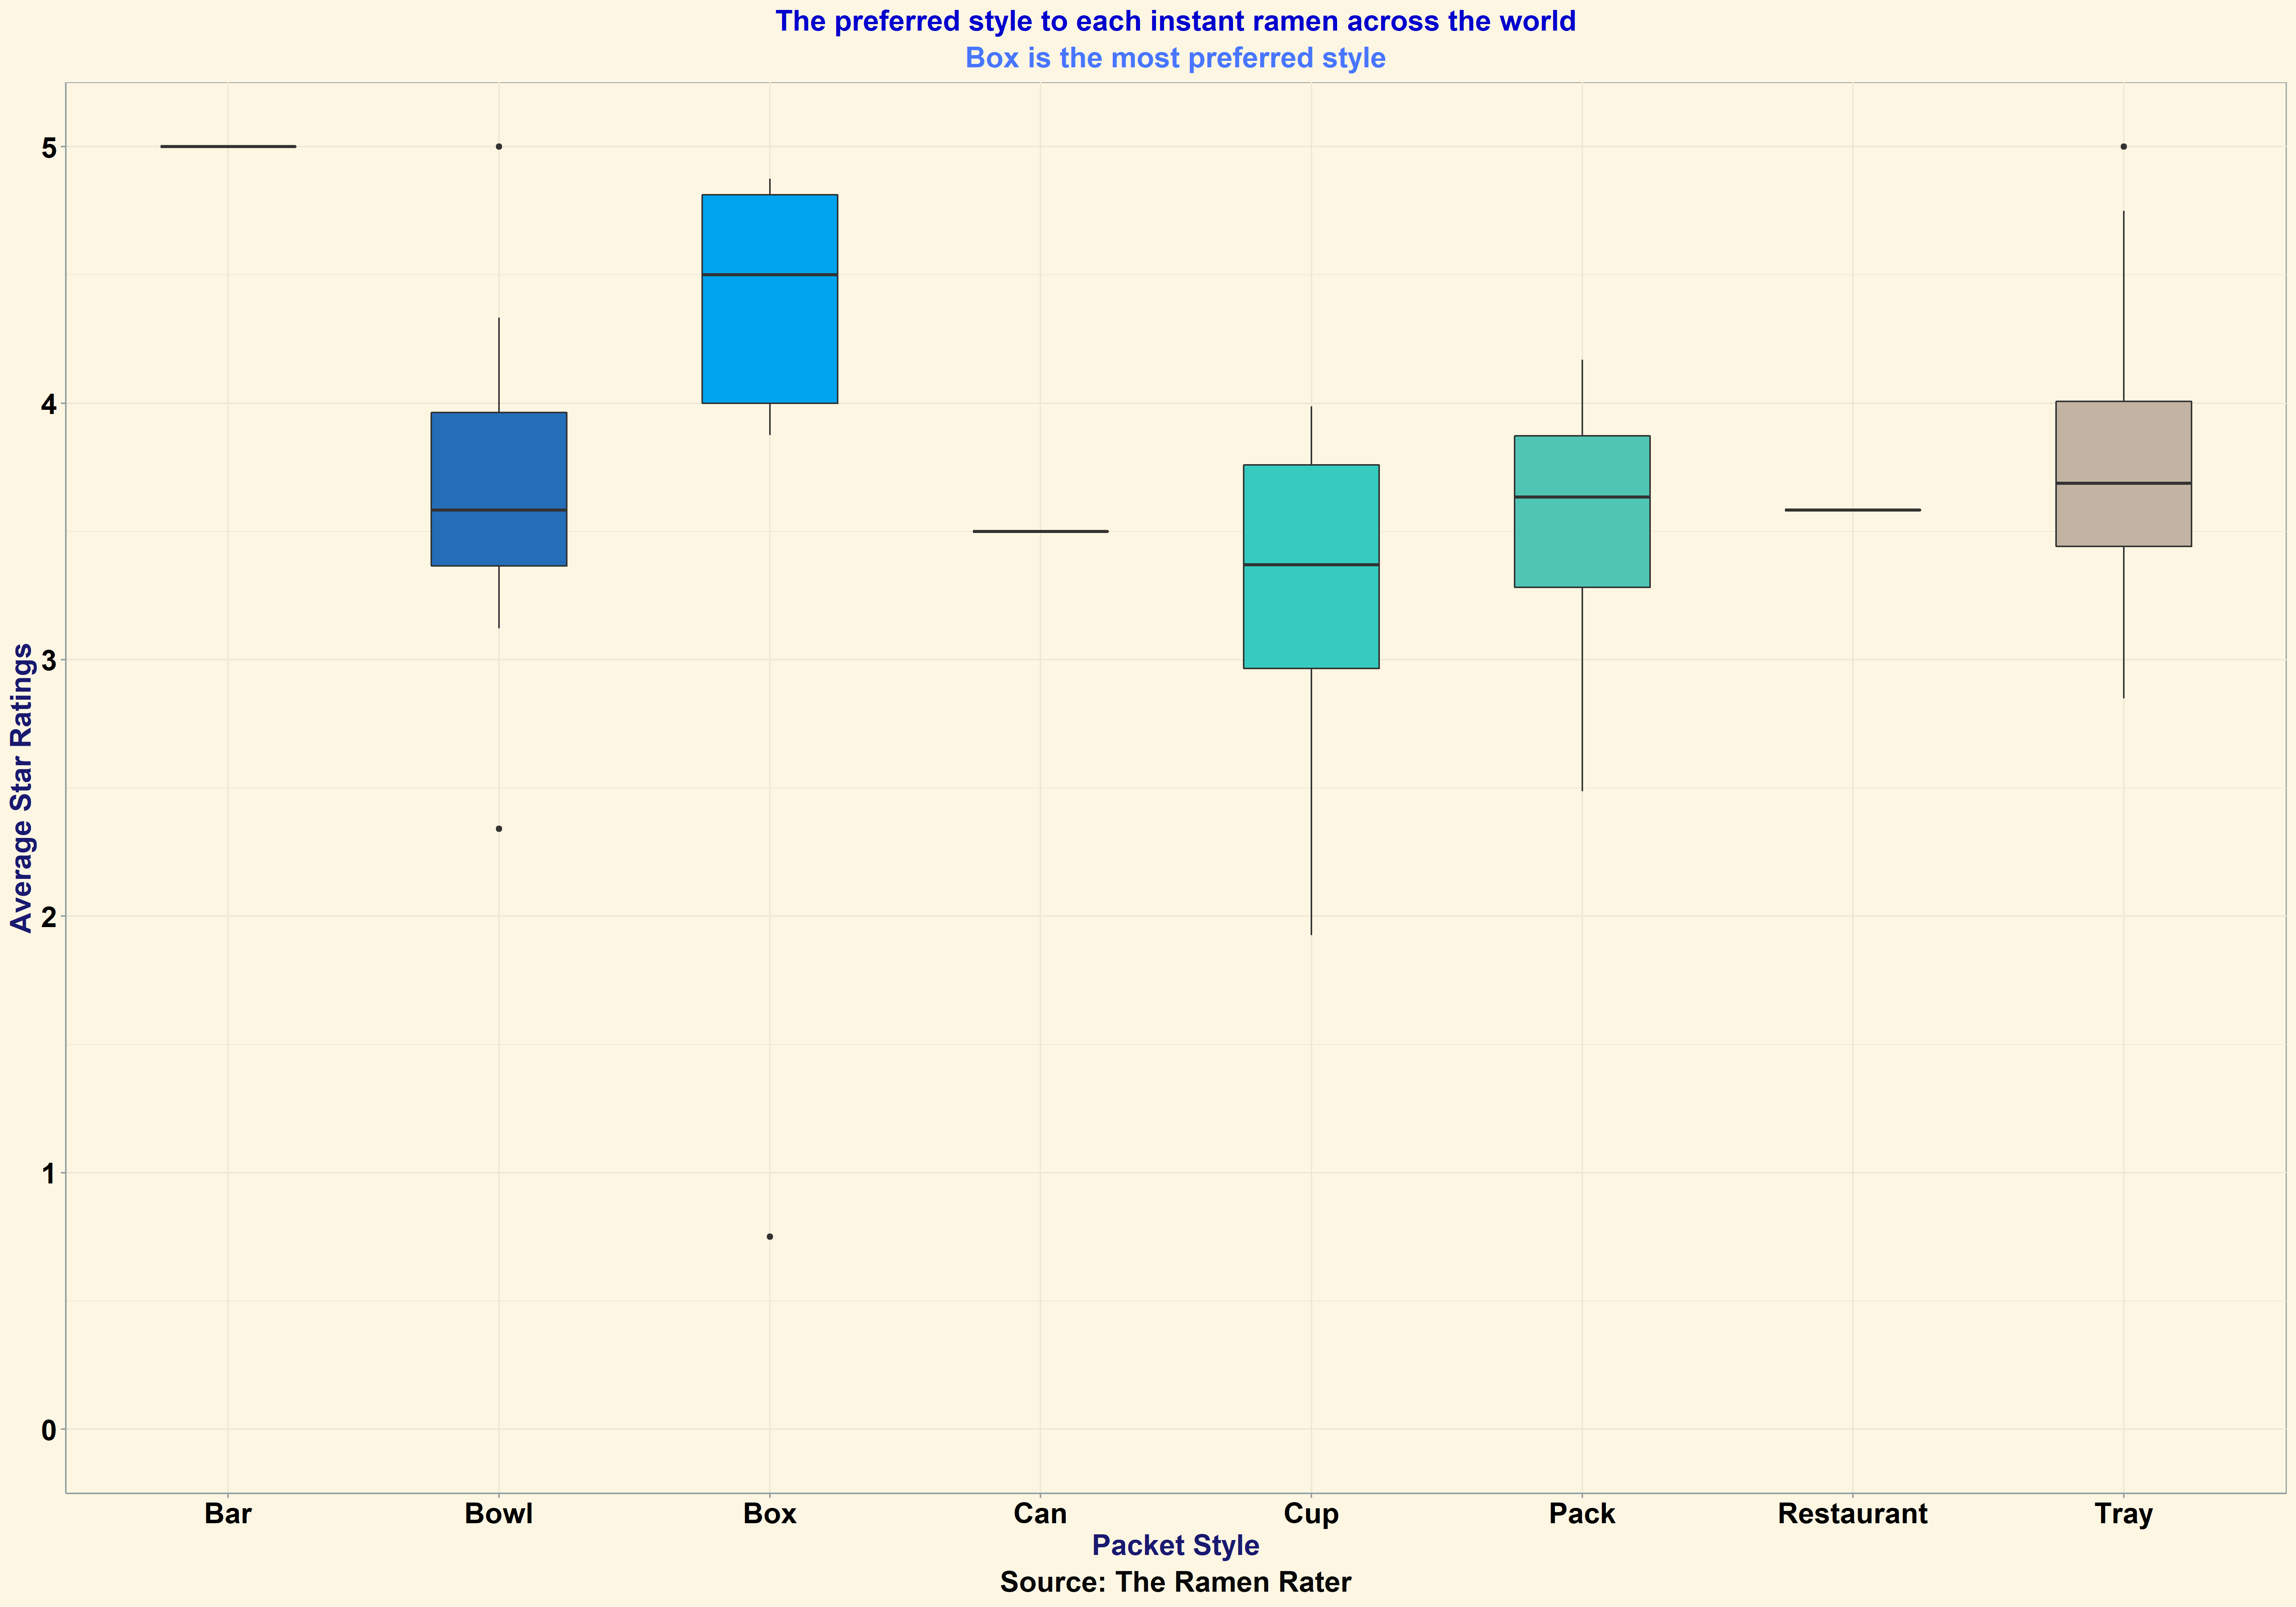 The preferred style to each instant ramen across the world
Box is the most preferred style
Average Star Ratings
5
4
3
2
1
0
Bar Bowl Box Can Cup Pack Restaurant Tray
Packet Style
Source: The Ramen Rater